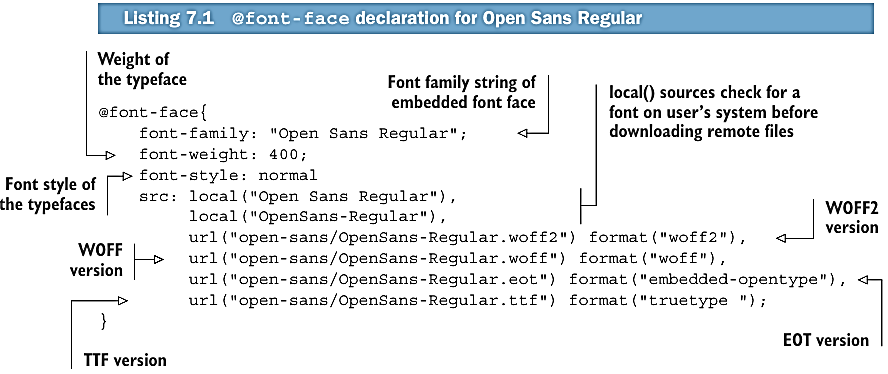 Listing 7.1 @font-face declaration for Open Sans Regular
Weight of
the typeface
Font family string of
embedded font face
local() sources check for a
font on user's system before
downloading remote files
@font-face{
font-family: "Open Sans Regular";
font-weight: 400;
font-style: normal
Font style of
the typefaces
src: local("Open Sans Regular"),
local("OpenSans-Regular"),
WOFF2
version
url("open-sans/OpenSans-Regular.woff2") format("woff2"),
WOFF
version
url("open-sans/OpenSans-Regular.woff") format("woff"),
url("open-sans/OpenSans-Regular.eot") format("embedded-opentype"),
url("open-sans/OpenSans-Regular.ttf") format("truetype ");
}
EOT version
TTF version